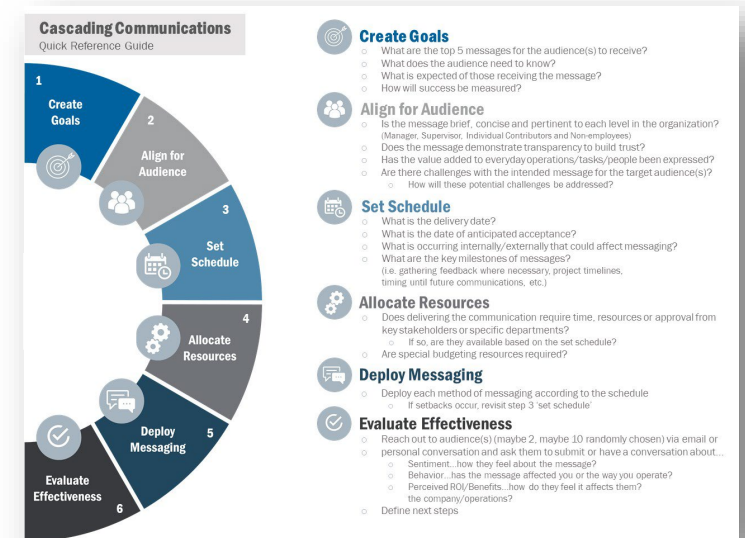 Cascading Communications
Quick Reference Guide
1
Create
Goals
2
Align for
Audience
3
Set
Schedule
4
Allocate
Resources
Deploy
Messaging
5
Evaluate
Effectiveness
6
Create Goals
What are the top 5 messages for the audience(s) to receive?
What does the audience need to know?
What is expected of those receiving the message?
How will success be measured?
Align for Audience
Is the message brief, concise and pertinent to each level in the organization?
(Manager, Supervisor, Individual Contributors and Non-employees)
Does the message demonstrate transparency to build trust?
Has the value added to everyday operations/tasks/people been expressed?
Are there challenges with the intended message for the target audience(s)?
How will these potential challenges be addressed?
Set Schedule
What is the delivery date?
What is the date of anticipated acceptance?
What is occurring internally/externally that could affect messaging?
What are the key milestones of messages?
(i.e. gathering feedback where necessary, project timelines,
timing until future communications, etc.)
Allocate Resources
Does delivering the communication require time, resources or approval from
key stakeholders or specific departments?
If so, are they available based on the set schedule?
Are special budgeting resources required?
Deploy Messaging
Deploy each method of messaging according to the schedule
If setbacks occur, revisit step 3 'set schedule'
Evaluate Effectiveness
Reach out to audience(s) (maybe 2, maybe 10 randomly chosen) via email or
personal conversation and ask them to submit or have a conversation about...
Sentiment...how they feel about the message?
Behavior...has the message affected you or the way you operate?
Perceived ROI/Benefits...how do they feel it affects them?
the company/operations?
Define next steps